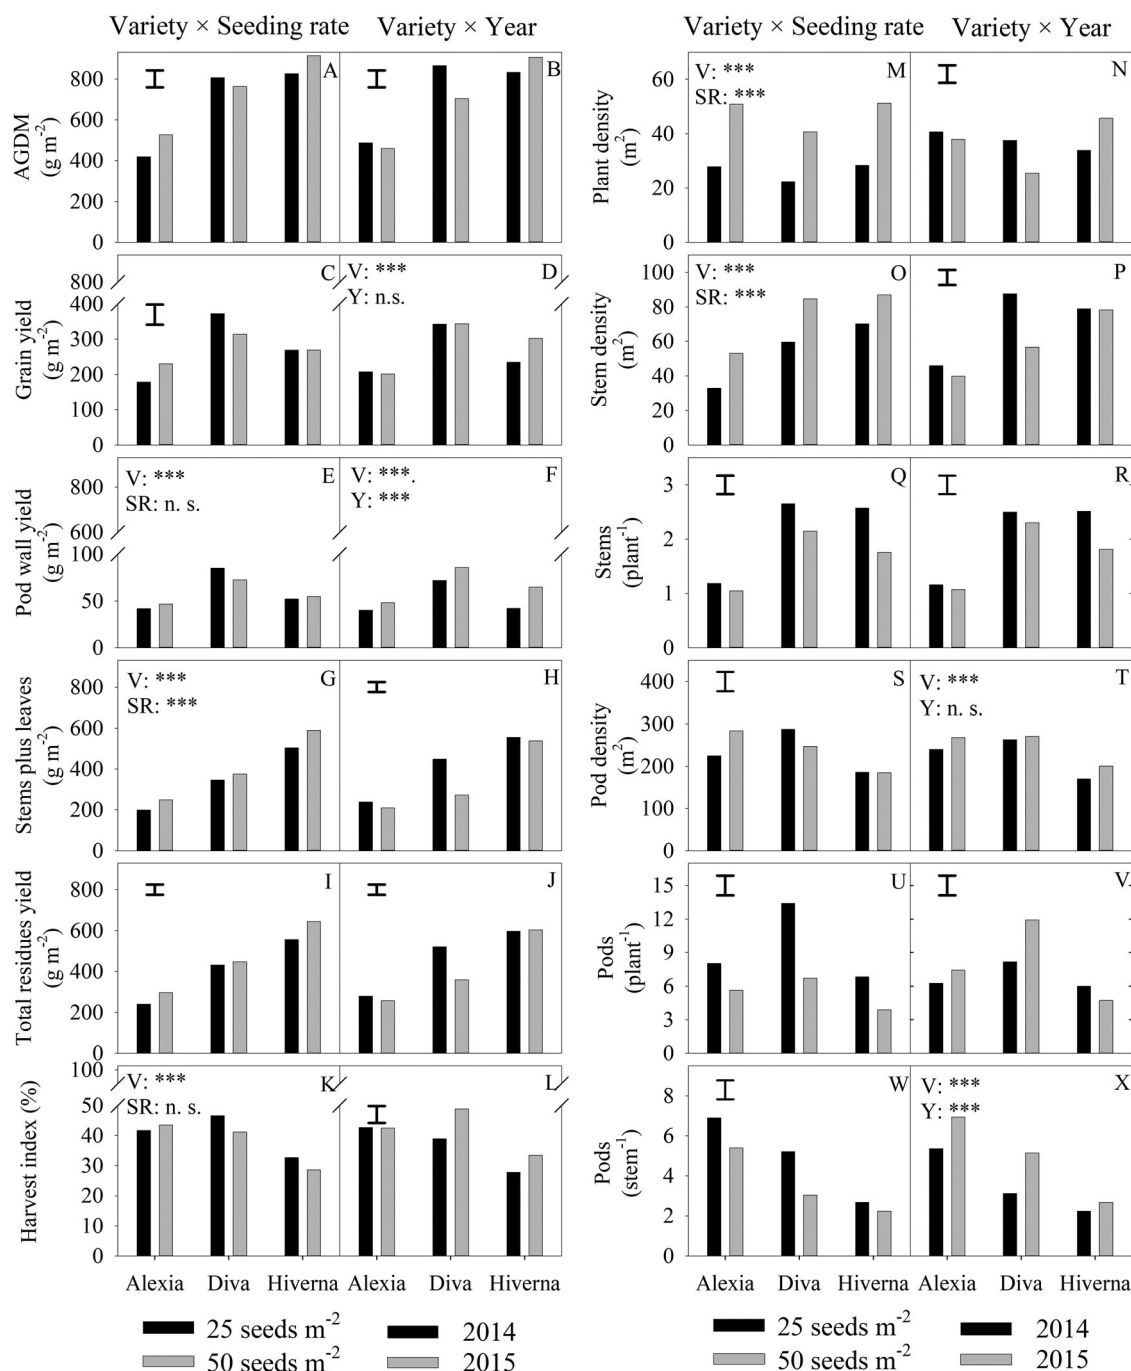 Variety × Seeding rate Variety × Year Variety × Seeding rate Variety × Year
AGDM
(g m⁻²)
800
600
400
200
0
A
B
Plant density
(m²)
60
40
20
0
V: ***
SR: ***
M
N
Grain yield
(g m⁻²)
800
400
300
200
100
0
C
V: ***
Y: n.s.
D
Stem density
(m²)
100
80
60
40
20
0
V: ***
SR: ***
O
P
Pod wall yield
(g m⁻²)
800
600
100
50
0
V: ***
SR: n. s.
E
V: ***.
Y: ***
F
Stems
(plant⁻¹)
3
2
1
0
Q
R
Stems plus leaves
(g m⁻²)
800
600
400
200
0
V: ***
SR: ***
G
H
Pod density
(m²)
400
300
200
100
0
S
V: ***
Y: n. s.
T
Total residues yield
(g m⁻²)
800
600
400
200
0
I
J
Pods
(plant⁻¹)
15
12
9
6
3
0
U
V
Harvest index (%)
100
50
40
30
20
10
0
V: ***
SR: n. s.
K
L
Pods
(stem⁻¹)
8
6
4
2
0
W
V: ***
Y: ***
X
Alexia Diva Hiverna Alexia Diva Hiverna Alexia Diva Hiverna Alexia Diva Hiverna
25 seeds m⁻² 2014 25 seeds m⁻² 2014
50 seeds m⁻² 2015 50 seeds m⁻² 2015